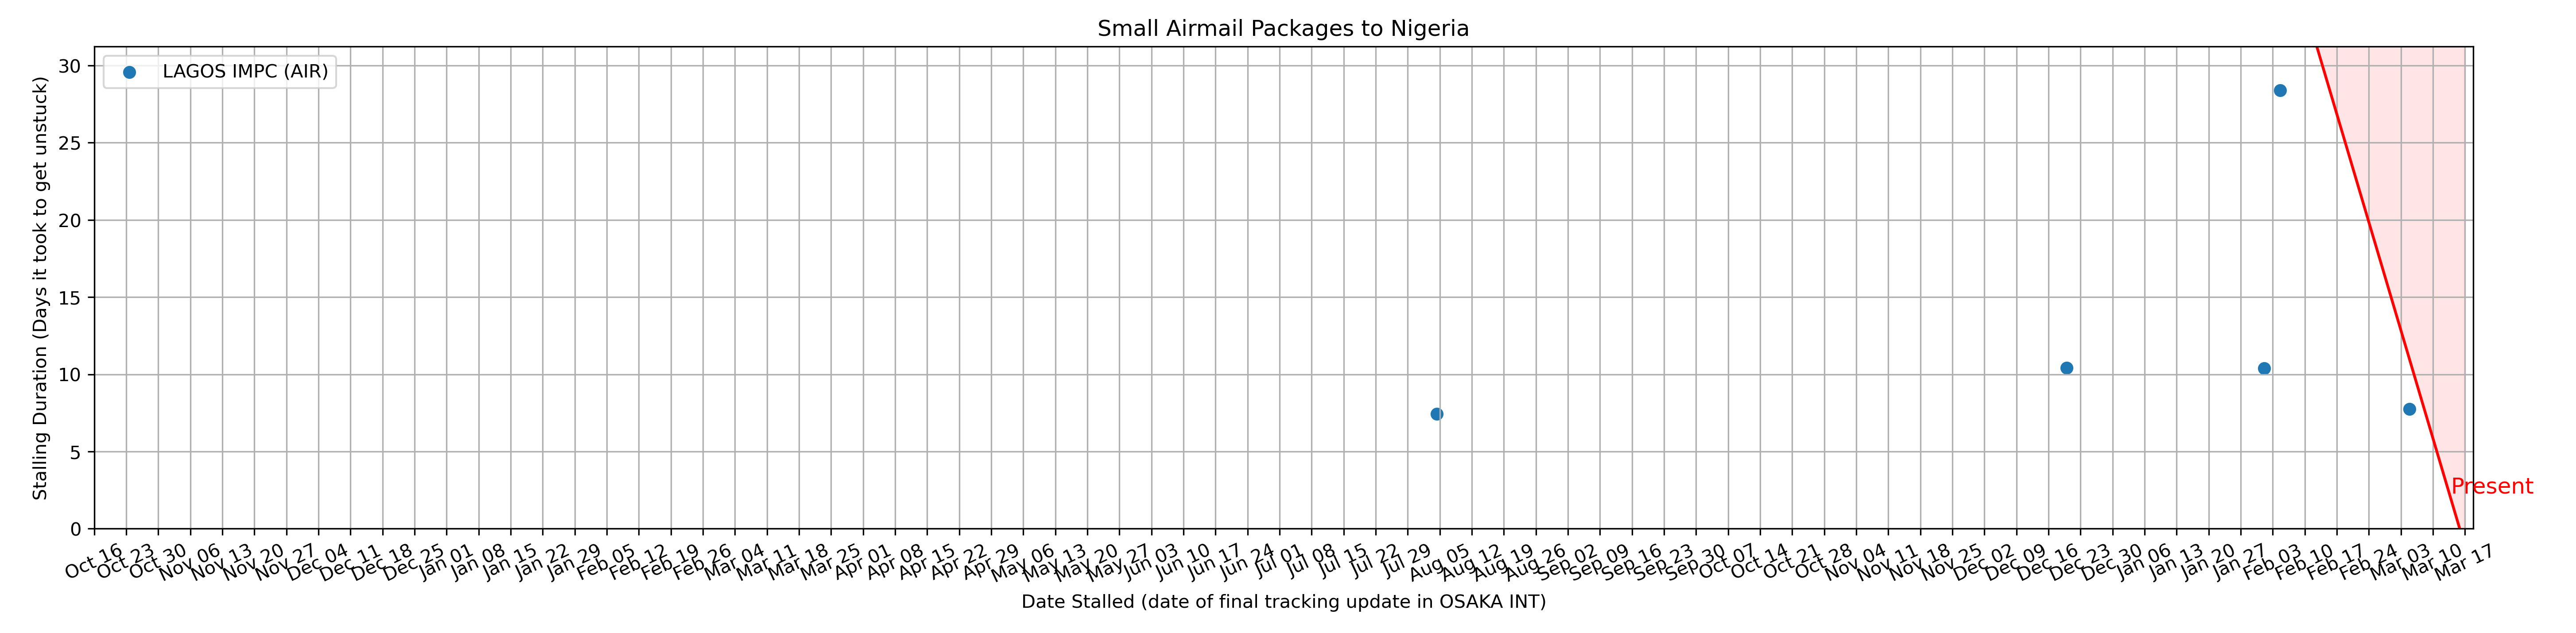 Small Airmail Packages to Nigeria
LAGOS IMPC (AIR)
Stalling Duration (Days it took to get unstuck)
30
25
20
15
10
5
0
Present
Oct 16
Oct 23
Oct 30
Nov 06
Nov 13
Nov 20
Nov 27
Dec 04
Dec 11
Dec 18
Dec 25
Jan 01
Jan 08
Jan 15
Jan 22
Jan 29
Feb 05
Feb 12
Feb 19
Feb 26
Mar 04
Mar 11
Mar 18
Mar 25
Apr 01
Apr 08
Apr 15
Apr 22
Apr 29
May 06
May 13
May 20
May 27
Jun 03
Jun 10
Jun 17
Jun 24
Jul 01
Jul 08
Jul 15
Jul 22
Jul 29
Aug 05
Aug 12
Aug 19
Aug 26
Sep 02
Sep 09
Sep 16
Sep 23
Sep 30
Oct 07
Oct 14
Oct 21
Oct 28
Nov 04
Nov 11
Nov 18
Nov 25
Dec 02
Dec 09
Dec 16
Dec 23
Dec 30
Jan 06
Jan 13
Jan 20
Jan 27
Feb 03
Feb 10
Feb 17
Feb 24
Mar 03
Mar 10
Mar 17
Date Stalled (date of final tracking update in OSAKA INT)